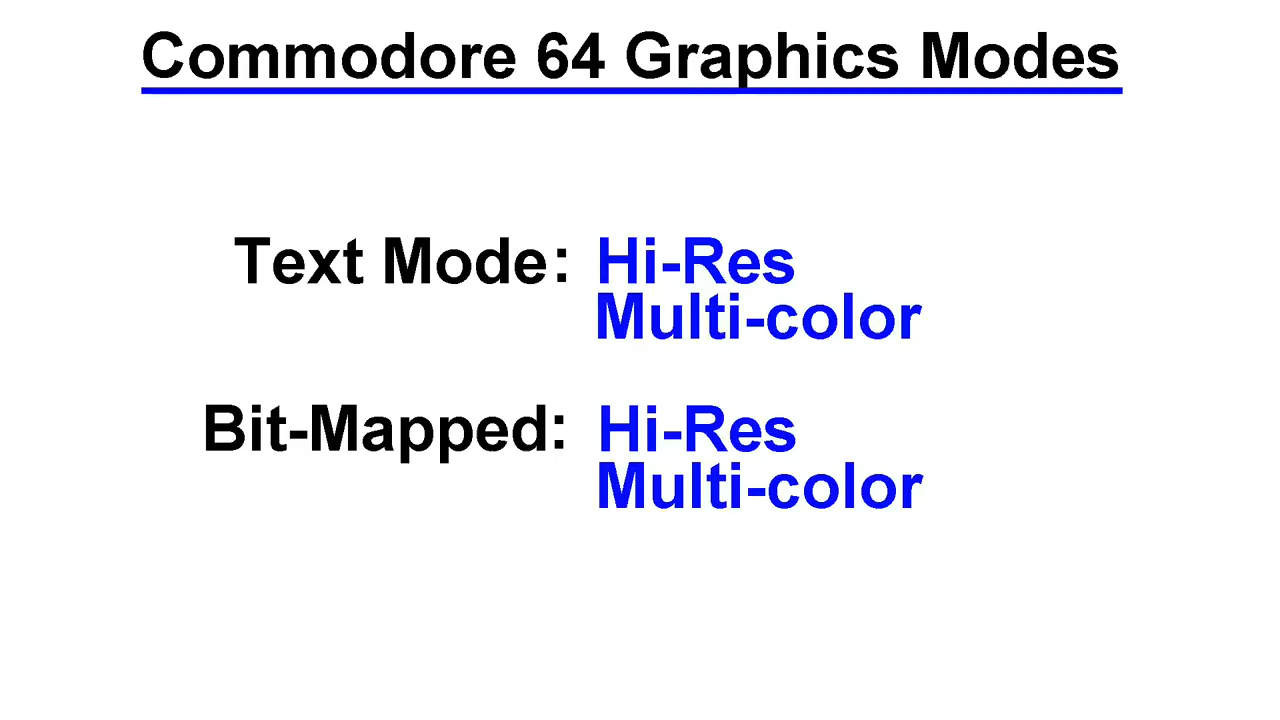 Commodore 64 Graphics Modes
Text Mode: Hi-Res
Multi-color
Bit-Mapped: Hi-Res
Multi-color